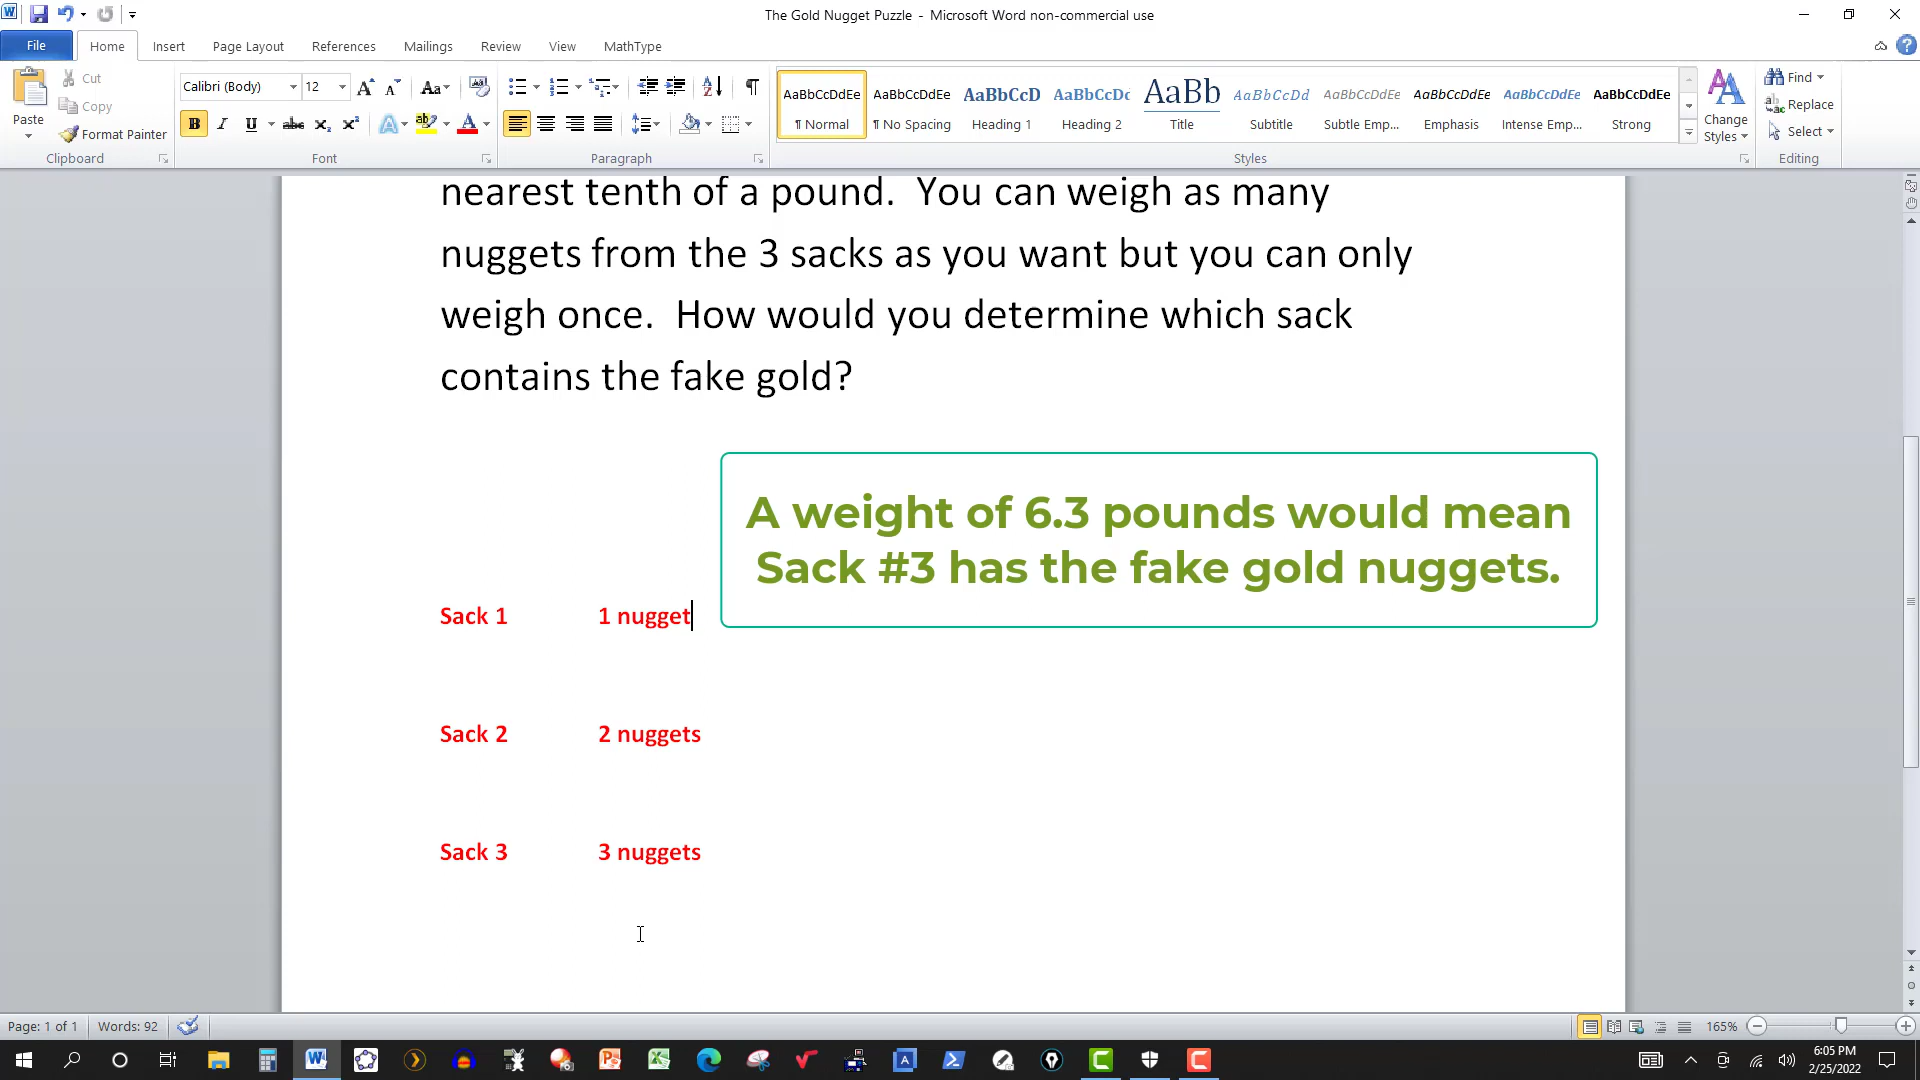 The Gold Nugget Puzzle - Microsoft Word non-commercial use
File Home Insert Page Layout References Mailings Review View MathType
Paste
Cut
Copy
Format Painter
Clipboard
Calibri (Body) 12
Font
Paragraph
AaBbCcDdEe AaBbCcDdEe AaBbCcD AaBbCcDc AaBb AaBbCcDd AaBbCcDdEe AaBbCcDdEe AaBbCcDdEe AaBbCcDdEe
¶ Normal ¶ No Spacing Heading 1 Heading 2 Title Subtitle Subtle Emp... Emphasis Intense Emp... Strong
Change Styles
Styles
Find
Replace
Select
Editing
nearest tenth of a pound. You can weigh as many
nuggets from the 3 sacks as you want but you can only
weigh once. How would you determine which sack
contains the fake gold?
A weight of 6.3 pounds would mean
Sack #3 has the fake gold nuggets.
Sack 1 1 nugget
Sack 2 2 nuggets
Sack 3 3 nuggets
Page: 1 of 1 Words: 92 165%
6:05 PM
2/25/2022